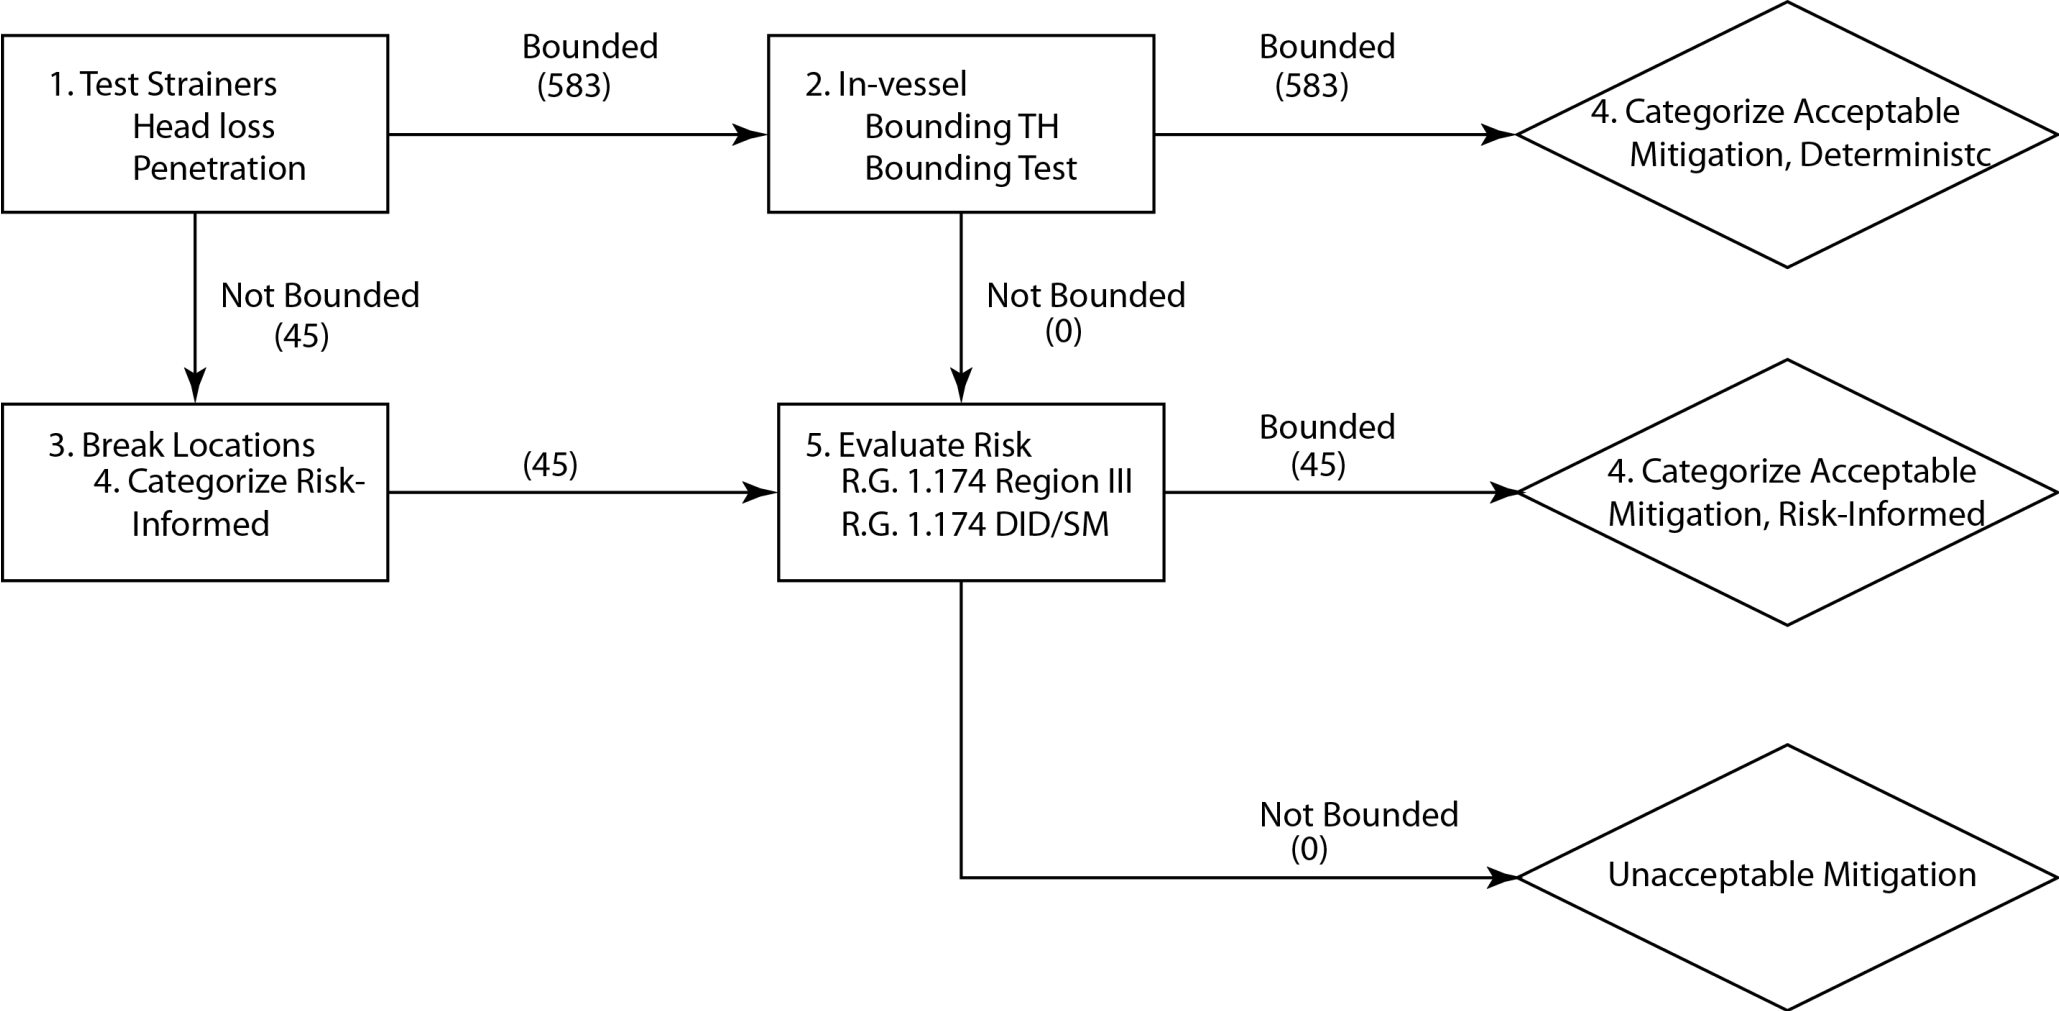 1. Test Strainers
Head loss
Penetration
Bounded
(583)
2. In-vessel
Bounding TH
Bounding Test
Bounded
(583)
4. Categorize Acceptable
Mitigation, Deterministc
Not Bounded
(45)
Not Bounded
(0)
3. Break Locations
4. Categorize Risk-
Informed
(45)
5. Evaluate Risk
R.G. 1.174 Region III
R.G. 1.174 DID/SM
Bounded
(45)
4. Categorize Acceptable
Mitigation, Risk-Informed
Not Bounded
(0)
Unacceptable Mitigation